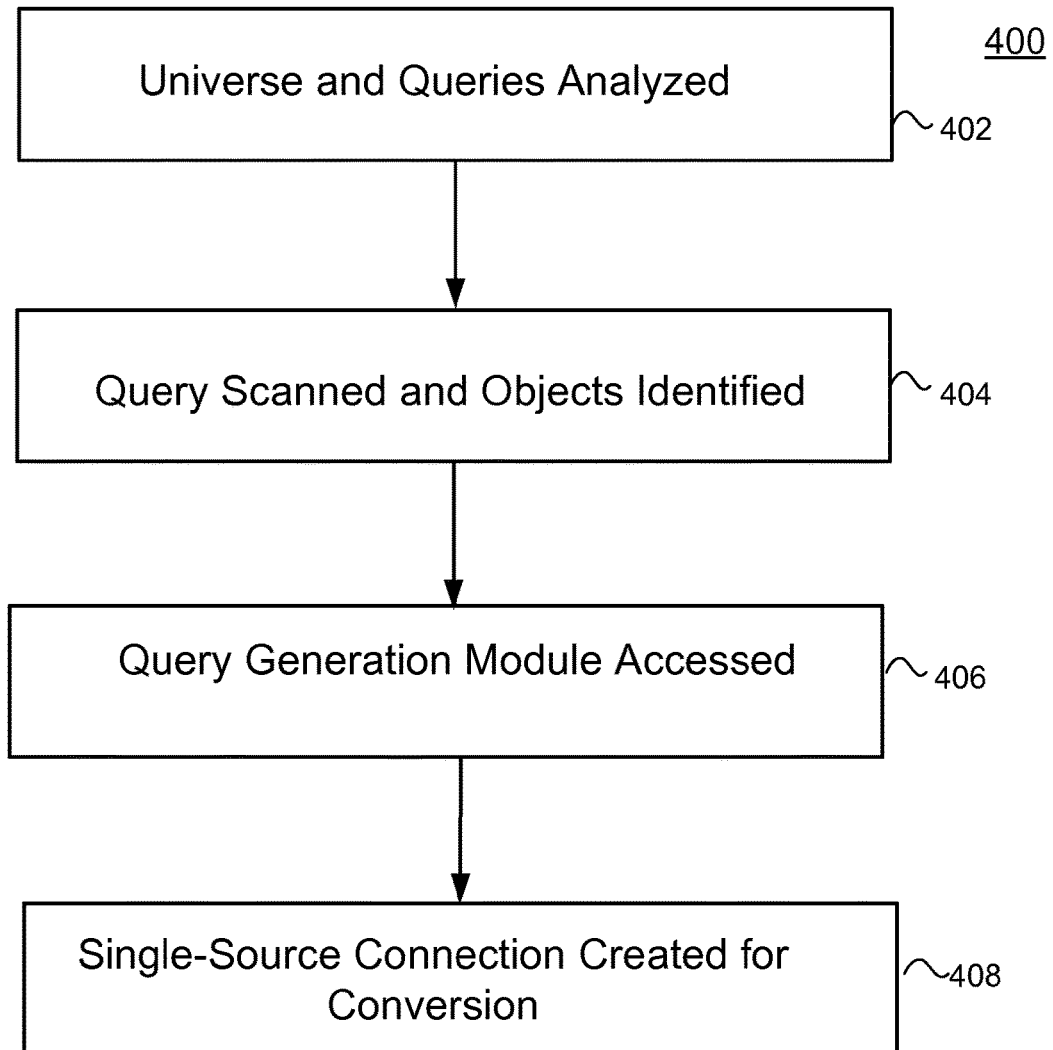 400
Universe and Queries Analyzed
402
Query Scanned and Objects Identified
404
Query Generation Module Accessed
406
Single-Source Connection Created for
Conversion
408